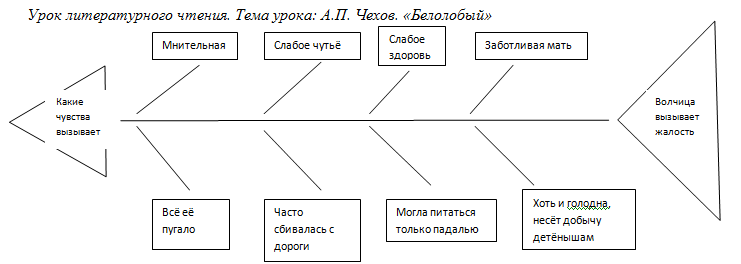 Урок литературного чтения. Тема урока: А.П. Чехов. «Белолобый»
Мнительная
Слабое чутьё
Слабое
здоровь
Заботливая мать
Какие
чувства
вызывает
Волчица
вызывает
жалость
Всё её
пугало
Часто
сбивалась с
дороги
Могла питаться
только падалью
Хоть и голодна,
несёт добычу
детёнышам